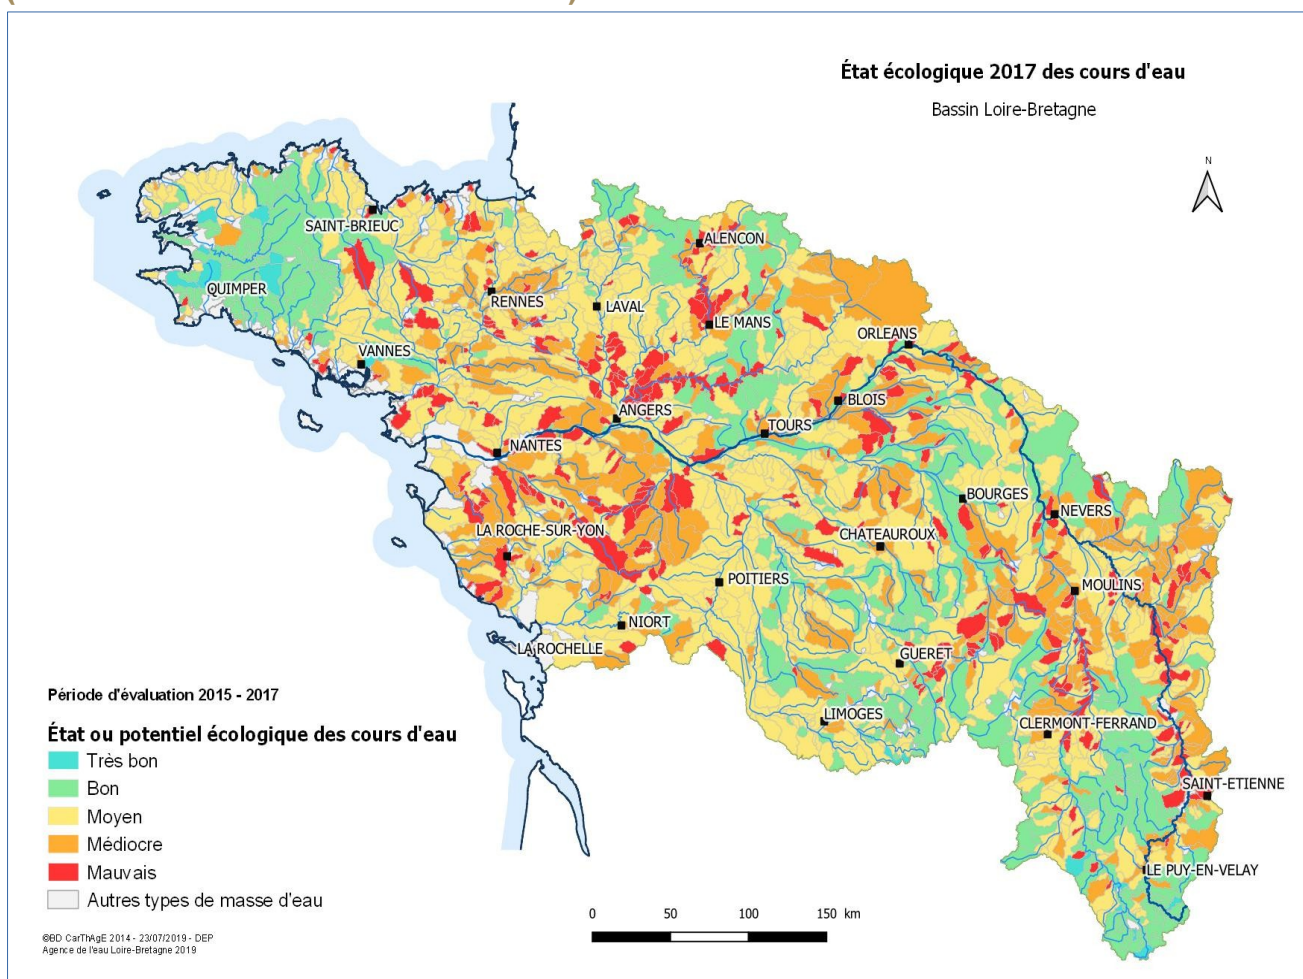 État écologique 2017 des cours d'eau
Bassin Loire-Bretagne
N
SAINT-BRIEUC
ALENCON
QUIMPER
RENNES
LAVAL
LE MANS
ORLEANS
VANNES
BLOIS
ANGERS
TOURS
NANTES
BOURGES
NEVERS
LA ROCHE-SUR-YON
CHATEAUROUX
POITIERS
MOULINS
NIORT
LA ROCHELLE
GUERET
LIMOGES
CLERMONT-FERRAND
SAINT-ETIENNE
LE PUY-EN-VELAY
Période d'évaluation 2015 - 2017
État ou potentiel écologique des cours d'eau
Très bon
Bon
Moyen
Médiocre
Mauvais
Autres types de masse d'eau
0 50 100 150 km
©BD CarThAgE 2014 - 23/07/2019 - DEP
Agence de l'eau Loire-Bretagne 2019